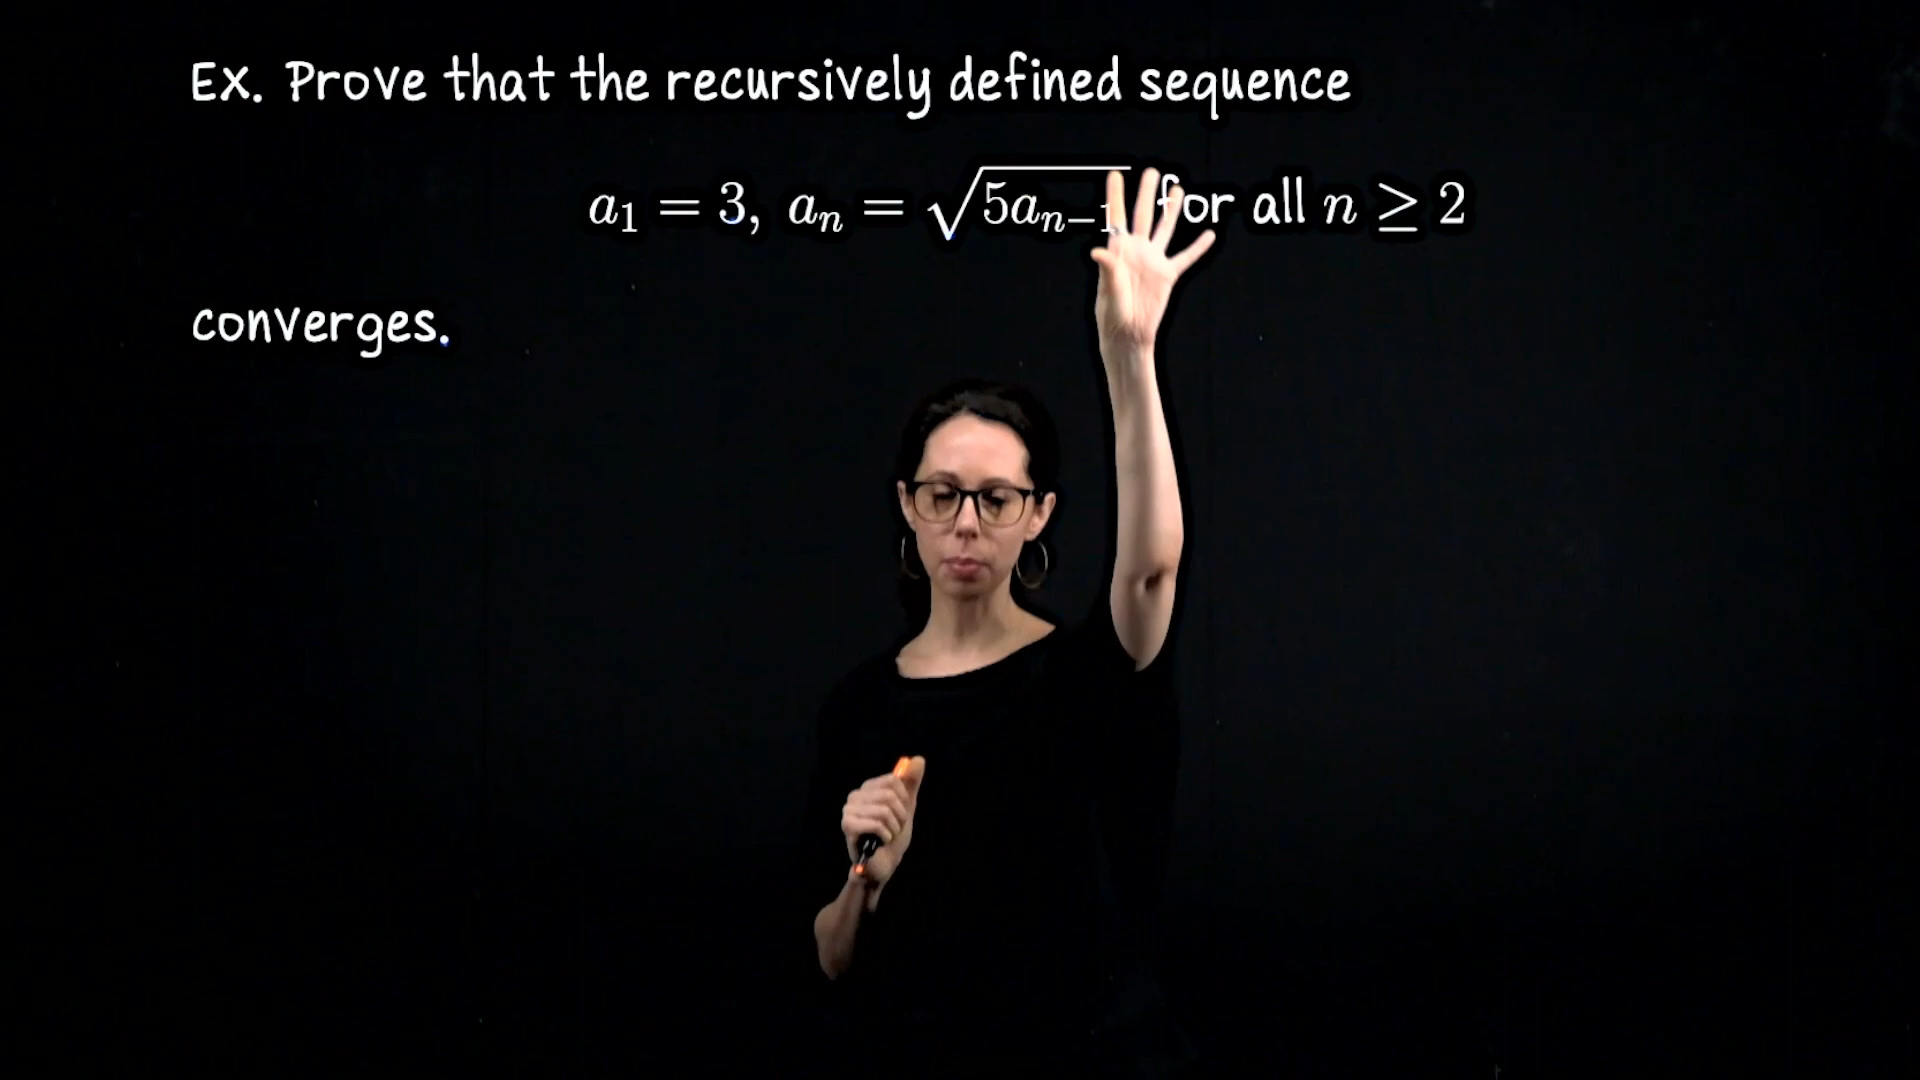 Ex. Prove that the recursively defined sequence
a₁ = 3, aₙ = √(5aₙ₋₁) for all n ≥ 2
converges.